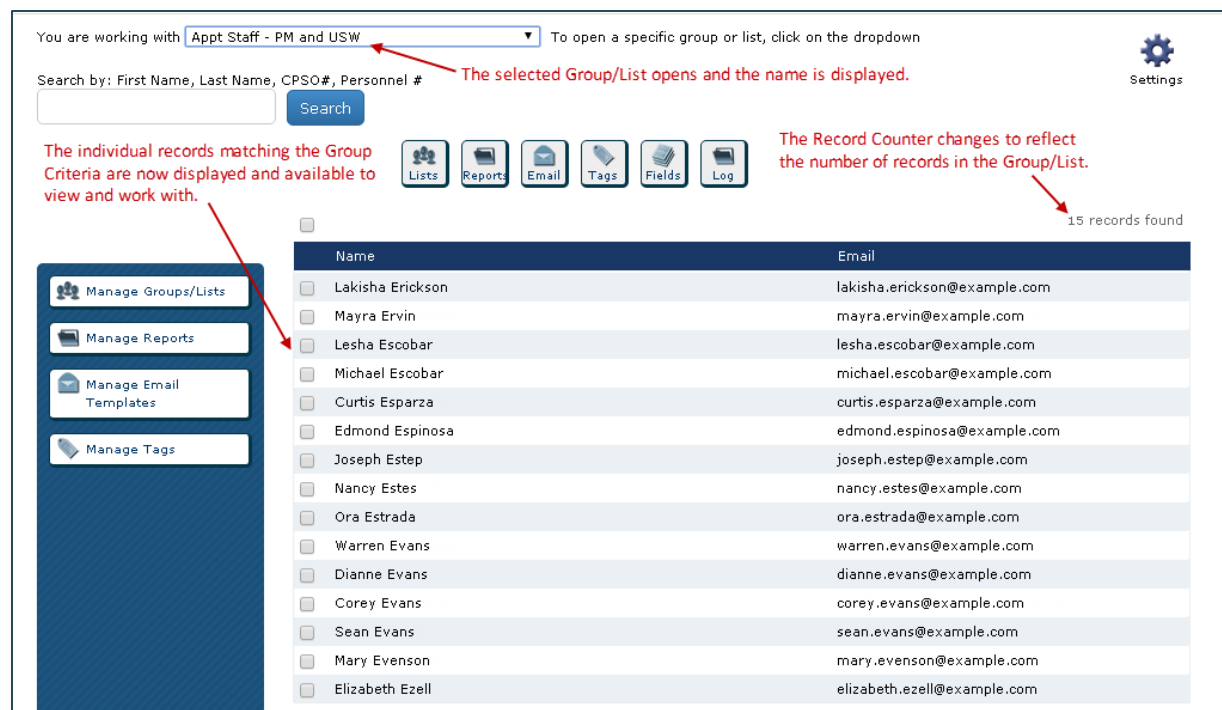 You are working with Appt Staff - PM and USW To open a specific group or list, click on the dropdown
The selected Group/List opens and the name is displayed.
Settings
Search by: First Name, Last Name, CPSO#, Personnel #
Search
The individual records matching the Group
Criteria are now displayed and available to
view and work with.
Lists Reports Email Tags Fields Log
The Record Counter changes to reflect
the number of records in the Group/List.
15 records found
Name Email
Manage Groups/Lists
Manage Reports
Manage Email
Templates
Manage Tags
Lakisha Erickson lakisha.erickson@example.com
Mayra Ervin mayra.ervin@example.com
Lesha Escobar lesha.escobar@example.com
Michael Escobar michael.escobar@example.com
Curtis Esparza curtis.esparza@example.com
Edmond Espinosa edmond.espinosa@example.com
Joseph Estep joseph.estep@example.com
Nancy Estes nancy.estes@example.com
Ora Estrada ora.estrada@example.com
Warren Evans warren.evans@example.com
Dianne Evans dianne.evans@example.com
Corey Evans corey.evans@example.com
Sean Evans sean.evans@example.com
Mary Evenson mary.evenson@example.com
Elizabeth Ezell elizabeth.ezell@example.com